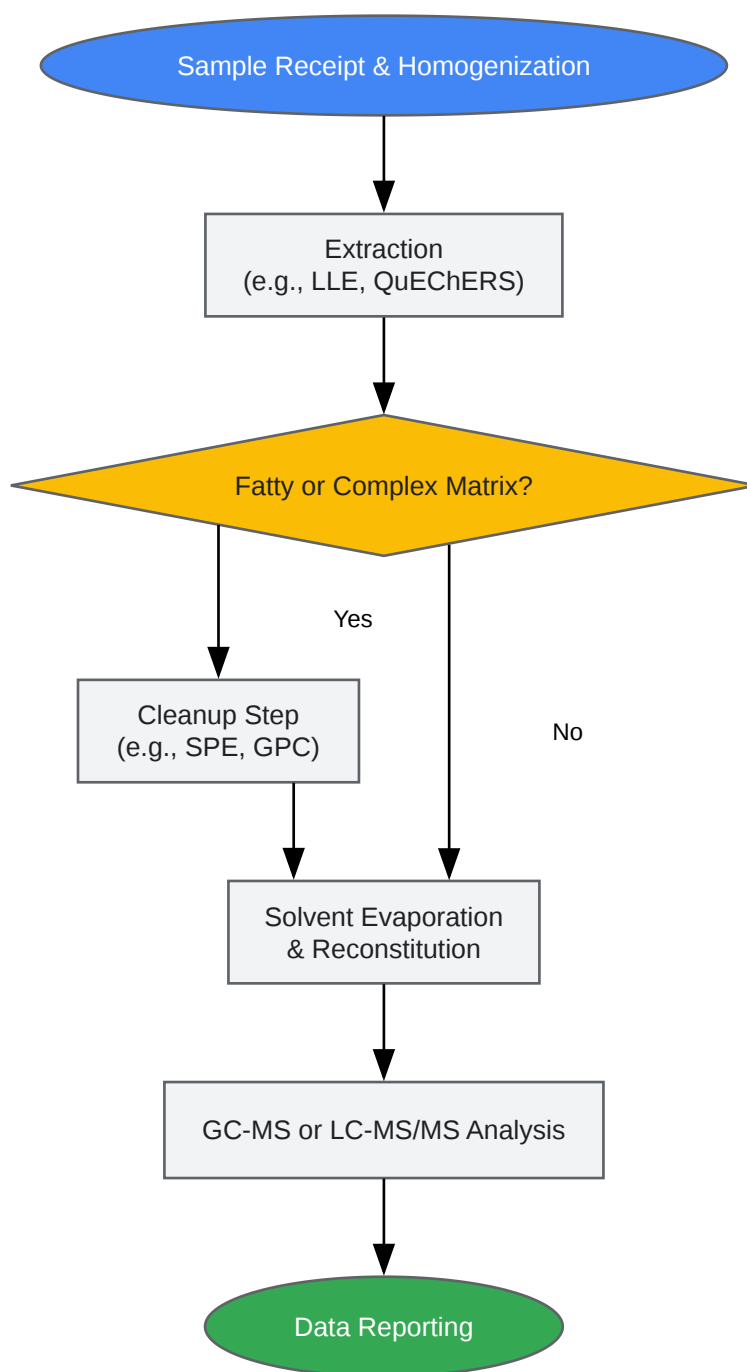 Sample Receipt & Homogenization
Extraction
(e.g., LLE, QuEChERS)
Fatty or Complex Matrix?
Yes
Cleanup Step
(e.g., SPE, GPC)
No
Solvent Evaporation
& Reconstitution
GC-MS or LC-MS/MS Analysis
Data Reporting